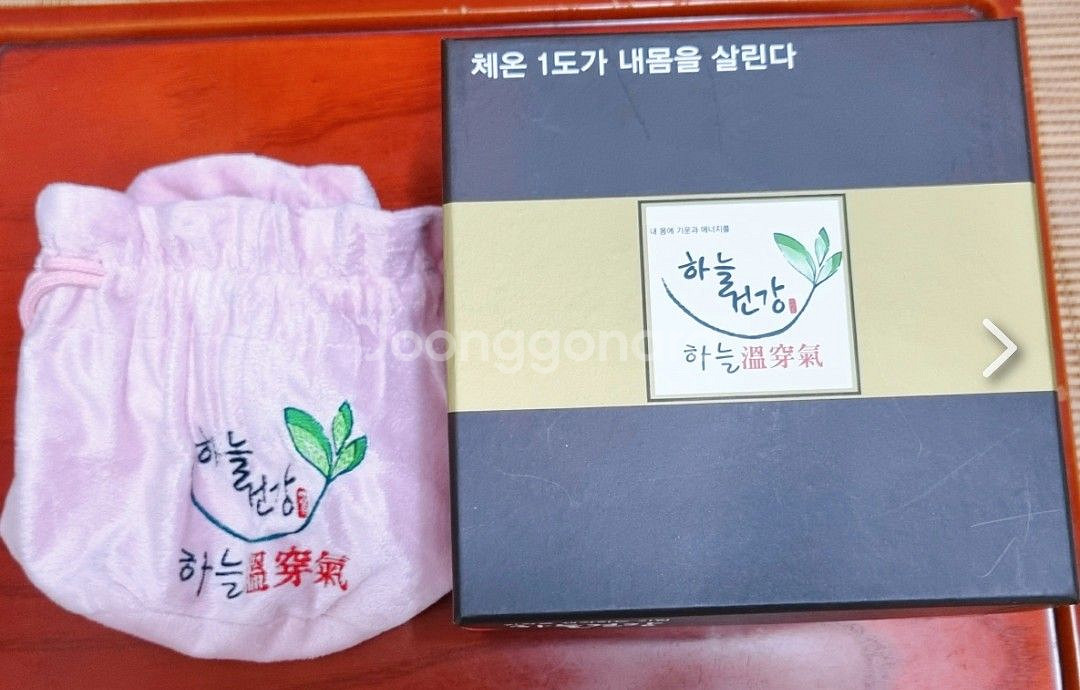 체온 1도가 내몸을 살린다
내 몸에 기운과 에너지를
하늘
건강
하늘溫穿氣
Joonggonar
하늘
건강
하늘溫穿氣